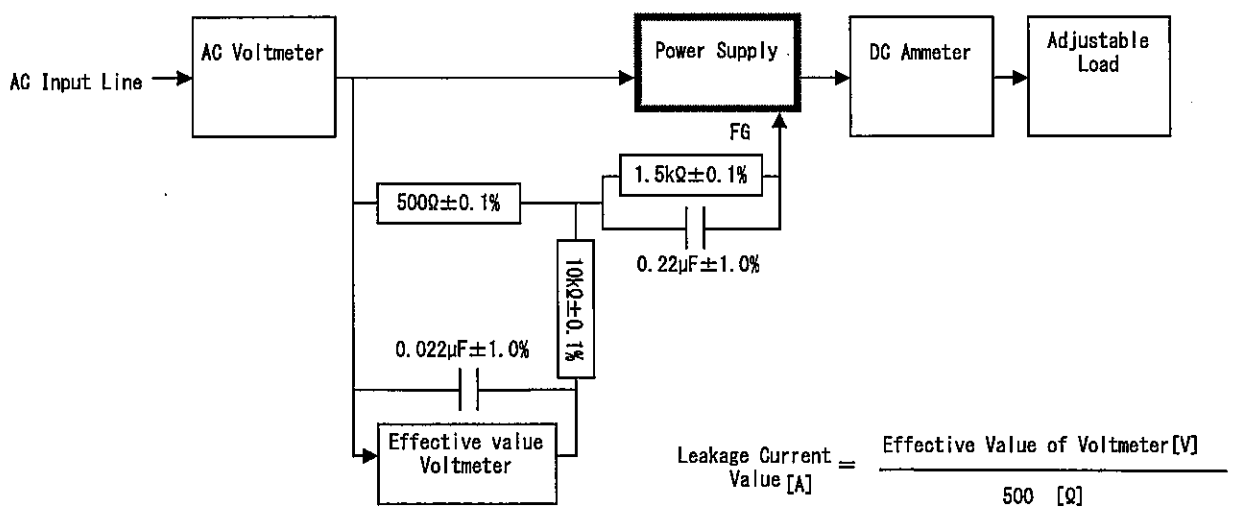 AC Input Line
AC Voltmeter
Power Supply
DC Ammeter
Adjustable
Load
FG
1.5kΩ±0.1%
500Ω±0.1%
0.22μF±1.0%
10kΩ±0.1%
0.022μF±1.0%
Effective value
Voltmeter
Leakage Current
Value[A]
=
Effective Value of Voltmeter[V]
500 [Ω]